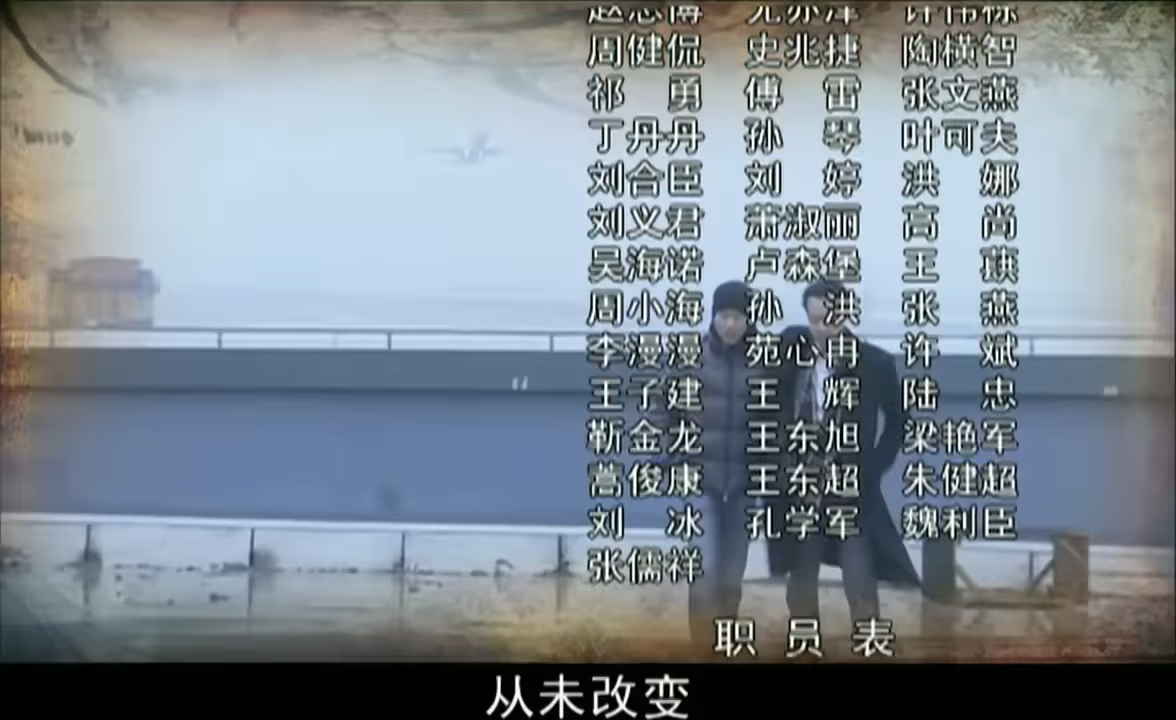 周健侃 史兆捷 陶横智
祁 勇 傅 雷 张文燕
丁丹丹 孙 琴 叶可夫
刘合臣 刘 婷 洪 娜
刘义君 萧淑丽 高 尚
吴海诺 卢森堡 王 瑛
周小海 孙 洪 张 燕
李漫漫 苑心冉 许 斌
王子建 王 辉 陆 忠
靳金龙 王东旭 梁艳军
蒿俊康 王东超 朱健超
刘 冰 孔学军 魏利臣
张儒祥
职员表
从未改变